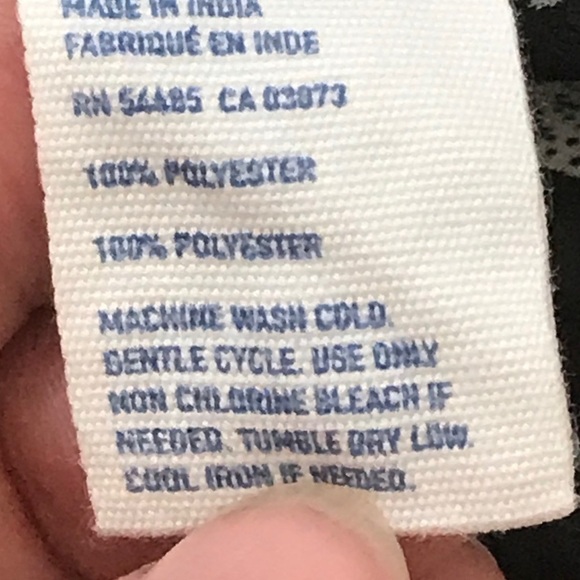 MADE IN INDIA
FABRIQUÉ EN INDE
RN 54485 CA 03073
100% POLYESTER
100% POLYESTER
MACHINE WASH COLD.
GENTLE CYCLE. USE ONLY
NON CHLORINE BLEACH IF
NEEDED. TUMBLE DRY LOW.
COOL IRON IF NEEDED.